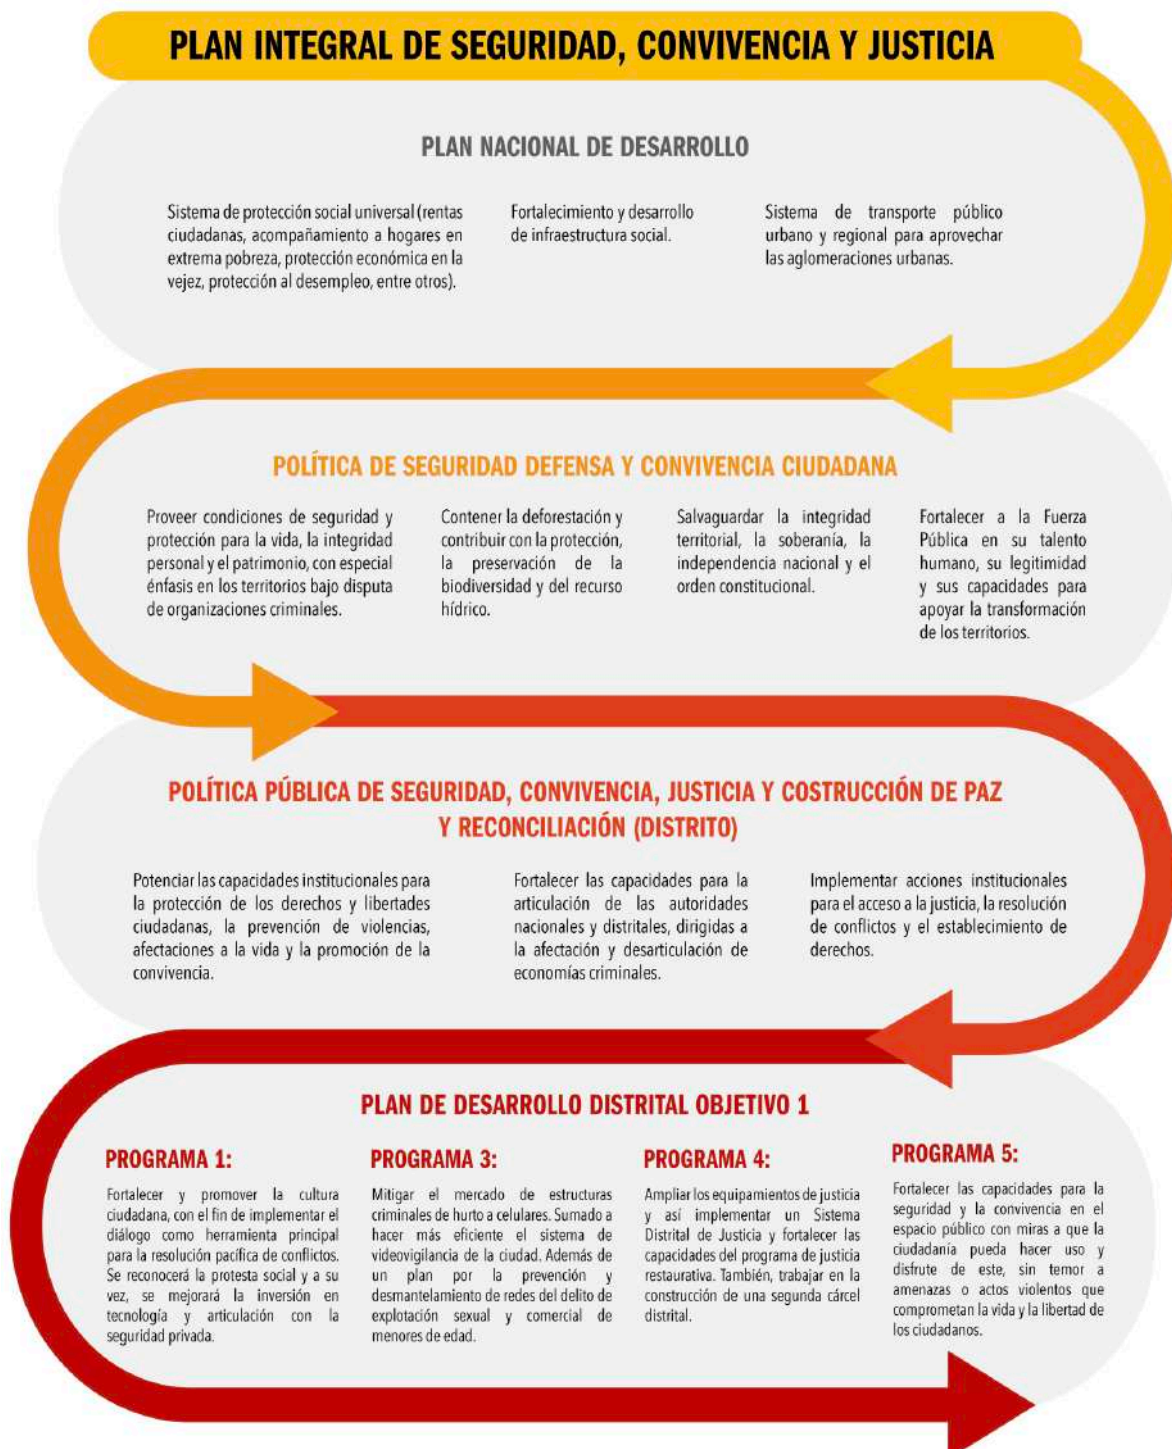 PLAN INTEGRAL DE SEGURIDAD, CONVIVENCIA Y JUSTICIA
PLAN NACIONAL DE DESARROLLO
Sistema de protección social universal (rentas
ciudadanas, acompañamiento a hogares en
extrema pobreza, protección económica en la
vejez, protección al desempleo, entre otros).
Fortalecimiento y desarrollo
de infraestructura social.
Sistema de transporte público
urbano y regional para aprovechar
las aglomeraciones urbanas.
POLÍTICA DE SEGURIDAD DEFENSA Y CONVIVENCIA CIUDADANA
Proveer condiciones de seguridad y
protección para la vida, la integridad
personal y el patrimonio, con especial
énfasis en los territorios bajo disputa
de organizaciones criminales.
Contener la deforestación y
contribuir con la protección,
la preservación de la
biodiversidad y del recurso
hídrico.
Salvaguardar la integridad
territorial, la soberanía, la
independencia nacional y el
orden constitucional.
Fortalecer a la Fuerza
Pública en su talento
humano, su legitimidad
y sus capacidades para
apoyar la transformación
de los territorios.
POLÍTICA PÚBLICA DE SEGURIDAD, CONVIVENCIA, JUSTICIA Y COSTRUCCIÓN DE PAZ
Y RECONCILIACIÓN (DISTRITO)
Potenciar las capacidades institucionales para
la protección de los derechos y libertades
ciudadanas, la prevención de violencias,
afectaciones a la vida y la promoción de la
convivencia.
Fortalecer las capacidades para la
articulación de las autoridades
nacionales y distritales, dirigidas a
la afectación y desarticulación de
economías criminales.
Implementar acciones institucionales
para el acceso a la justicia, la resolución
de conflictos y el establecimiento de
derechos.
PLAN DE DESARROLLO DISTRITAL OBJETIVO 1
PROGRAMA 1:
Fortalecer y promover la cultura
ciudadana, con el fin de implementar el
diálogo como herramienta principal
para la resolución pacífica de conflictos.
Se reconocerá la protesta social y a su
vez, se mejorará la inversión en
tecnología y articulación con la
seguridad privada.
PROGRAMA 3:
Mitigar el mercado de estructuras
criminales de hurto a celulares. Sumado a
hacer más eficiente el sistema de
videovigilancia de la ciudad. Además de
un plan por la prevención y
desmantelamiento de redes del delito de
explotación sexual y comercial de
menores de edad.
PROGRAMA 4:
Ampliar los equipamientos de justicia
y así implementar un Sistema
Distrital de Justicia y fortalecer las
capacidades del programa de justicia
restaurativa. También, trabajar en la
construcción de una segunda cárcel
distrital.
PROGRAMA 5:
Fortalecer las capacidades para la
seguridad y la convivencia en el
espacio público con miras a que la
ciudadanía pueda hacer uso y
disfrute de este, sin temor a
amenazas o actos violentos que
comprometan la vida y la libertad de
los ciudadanos.